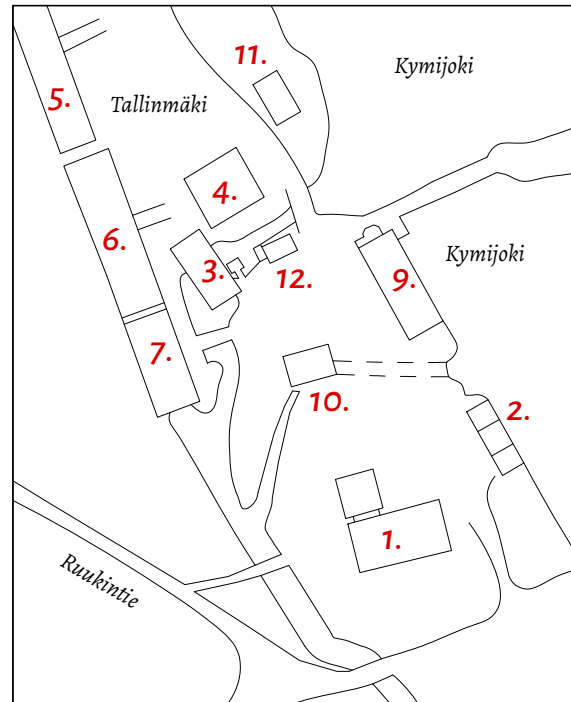 11.
Kymijoki
5.
Tallinmäki
4.
6.
3.
12.
Kymijoki
9.
7.
10.
2.
1.
Ruukintie